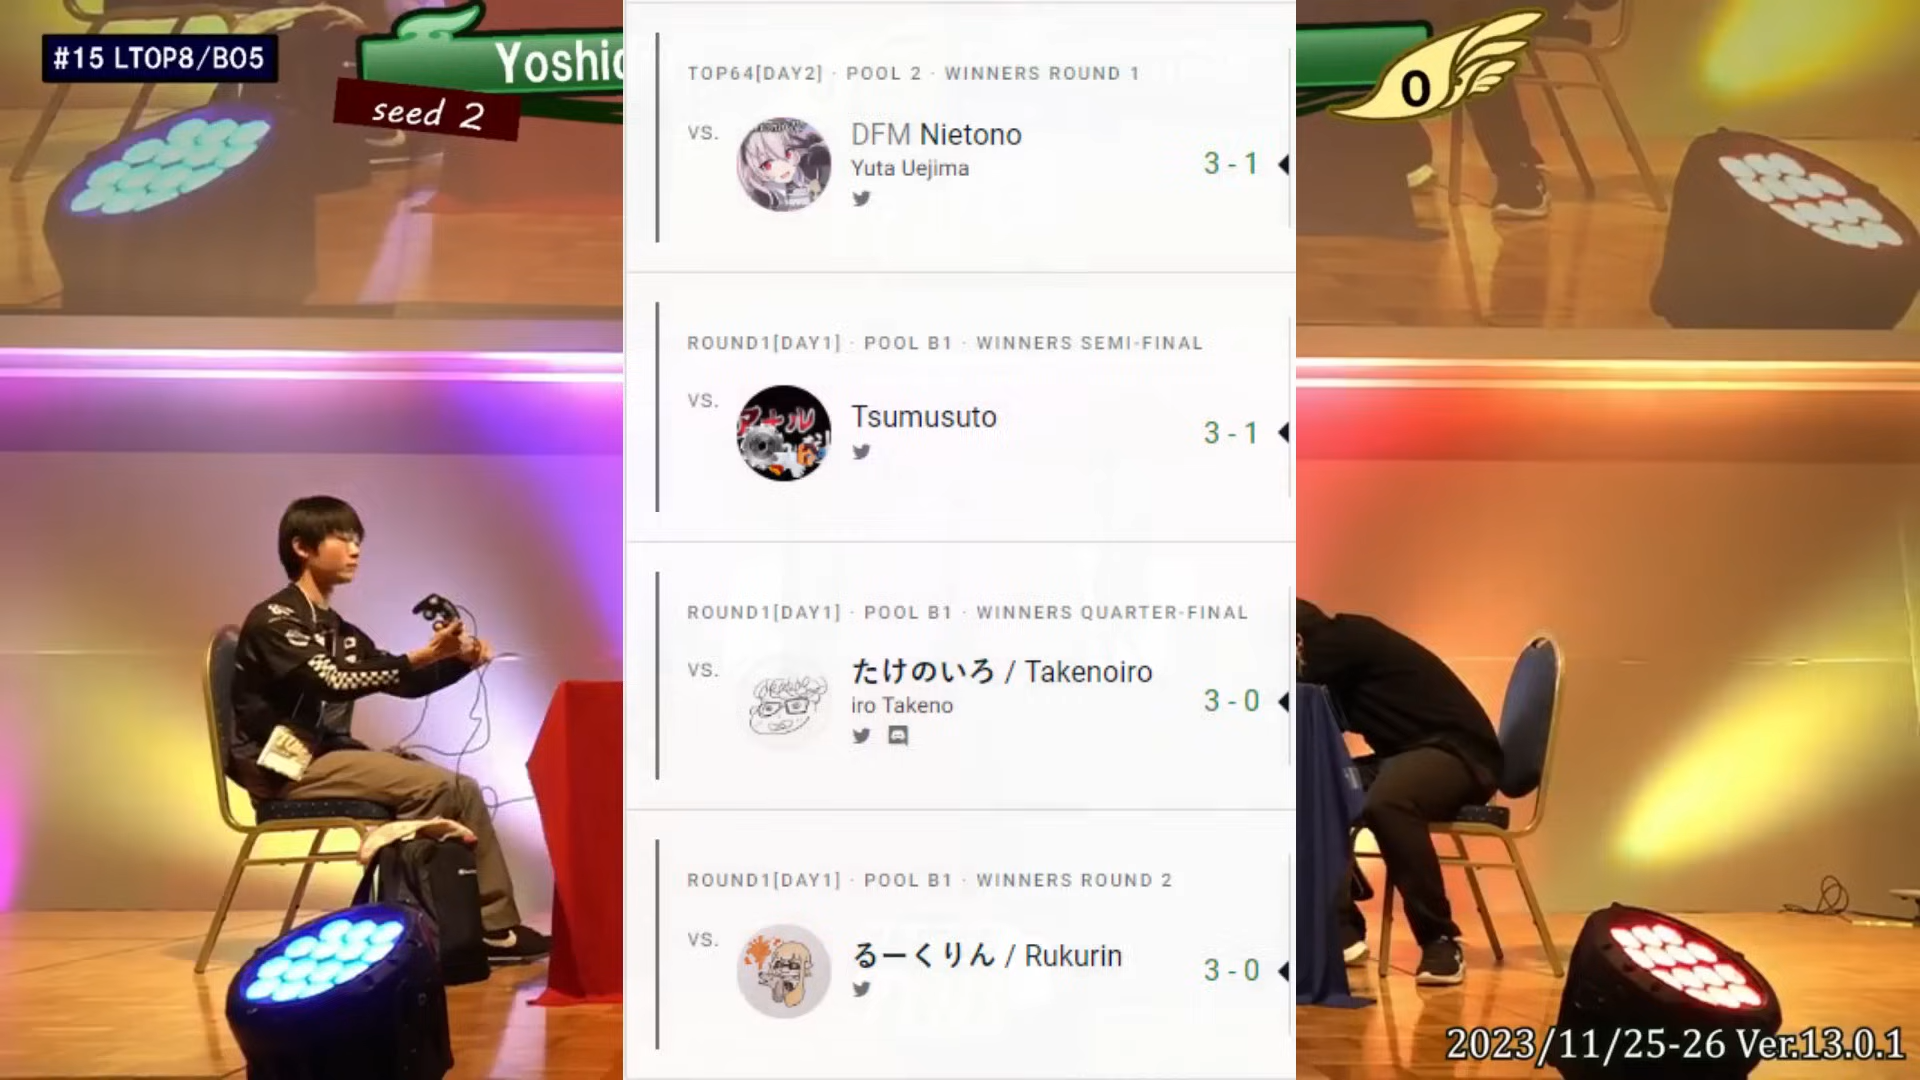 #15 LTOP8/BO5
Yoshi
seed 2
0
TOP64[DAY2] · POOL 2 · WINNERS ROUND 1
VS.
DFM Nietono
Yuta Uejima
3 - 1
ROUND1[DAY1] · POOL B1 · WINNERS SEMI-FINAL
VS.
アナル
Tsumusuto
3 - 1
ROUND1[DAY1] · POOL B1 · WINNERS QUARTER-FINAL
VS.
たけのいろ / Takenoiro
iro Takeno
3 - 0
ROUND1[DAY1] · POOL B1 · WINNERS ROUND 2
VS.
るーくりん / Rukurin
3 - 0
2023/11/25-26 Ver.13.0.1